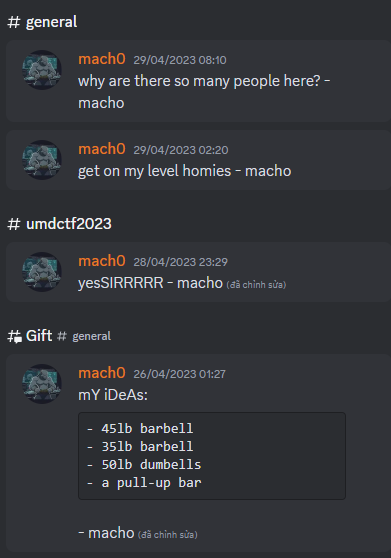 # general
mach0 29/04/2023 08:10
why are there so many people here? -
macho
mach0 29/04/2023 02:20
get on my level homies - macho
# umdctf2023
mach0 28/04/2023 23:29
yesSIRRRRR - macho (đã chỉnh sửa)
# Gift # general
mach0 26/04/2023 01:27
mY iDeAs:
- 45lb barbell
- 35lb barbell
- 50lb dumbells
- a pull-up bar
- macho (đã chỉnh sửa)